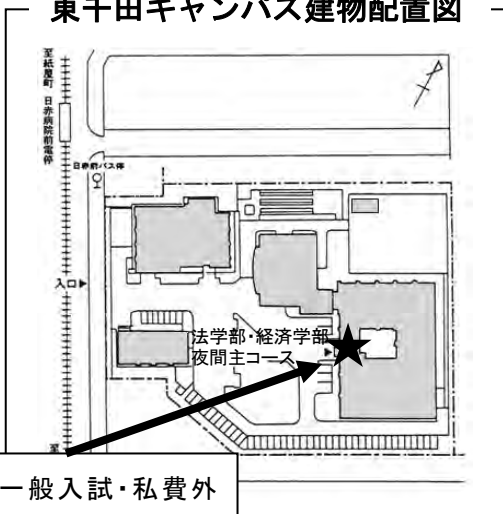 東千田キャンパス建物配置図
至紙屋町
日赤病院前電停
日赤前バス停
入口▶
法学部・経済学部
夜間主コース
至
一般入試・私費外